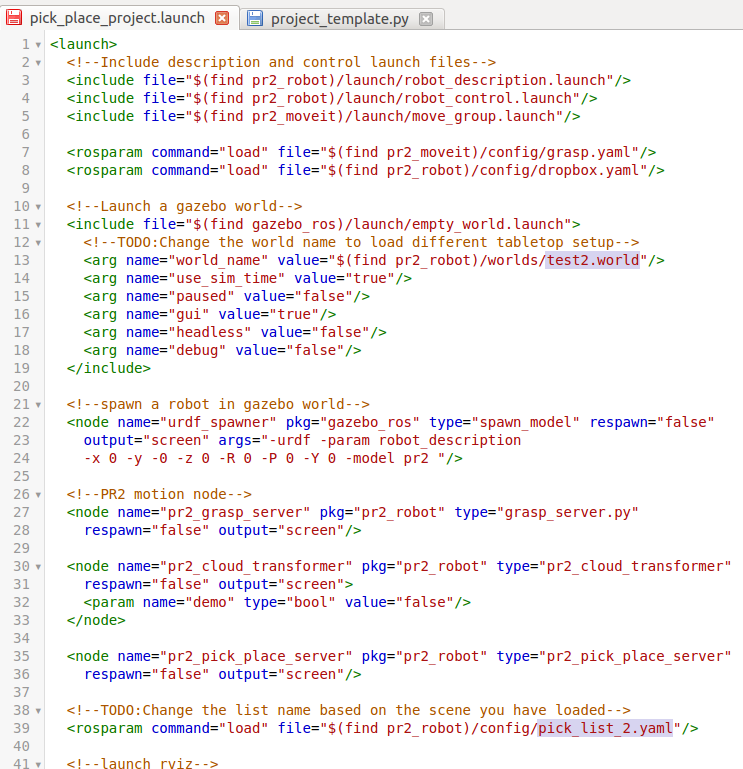 pick_place_project.launch project_template.py
1 <launch>
2 <!--Include description and control launch files-->
3 <include file="$(find pr2_robot)/launch/robot_description.launch"/>
4 <include file="$(find pr2_robot)/launch/robot_control.launch"/>
5 <include file="$(find pr2_moveit)/launch/move_group.launch"/>
6
7 <rosparam command="load" file="$(find pr2_moveit)/config/grasp.yaml"/>
8 <rosparam command="load" file="$(find pr2_robot)/config/dropbox.yaml"/>
9
10 <!--Launch a gazebo world-->
11 <include file="$(find gazebo_ros)/launch/empty_world.launch">
12 <!--TODO:Change the world name to load different tabletop setup-->
13 <arg name="world_name" value="$(find pr2_robot)/worlds/test2.world"/>
14 <arg name="use_sim_time" value="true"/>
15 <arg name="paused" value="false"/>
16 <arg name="gui" value="true"/>
17 <arg name="headless" value="false"/>
18 <arg name="debug" value="false"/>
19 </include>
20
21 <!--spawn a robot in gazebo world-->
22 <node name="urdf_spawner" pkg="gazebo_ros" type="spawn_model" respawn="false"
23 output="screen" args="-urdf -param robot_description
24 -x 0 -y -0 -z 0 -R 0 -P 0 -Y 0 -model pr2 "/>
25
26 <!--PR2 motion node-->
27 <node name="pr2_grasp_server" pkg="pr2_robot" type="grasp_server.py"
28 respawn="false" output="screen"/>
29
30 <node name="pr2_cloud_transformer" pkg="pr2_robot" type="pr2_cloud_transformer"
31 respawn="false" output="screen">
32 <param name="demo" type="bool" value="false"/>
33 </node>
34
35 <node name="pr2_pick_place_server" pkg="pr2_robot" type="pr2_pick_place_server"
36 respawn="false" output="screen"/>
37
38 <!--TODO:Change the list name based on the scene you have loaded-->
39 <rosparam command="load" file="$(find pr2_robot)/config/pick_list_2.yaml"/>
40
41 <!--launch rviz-->